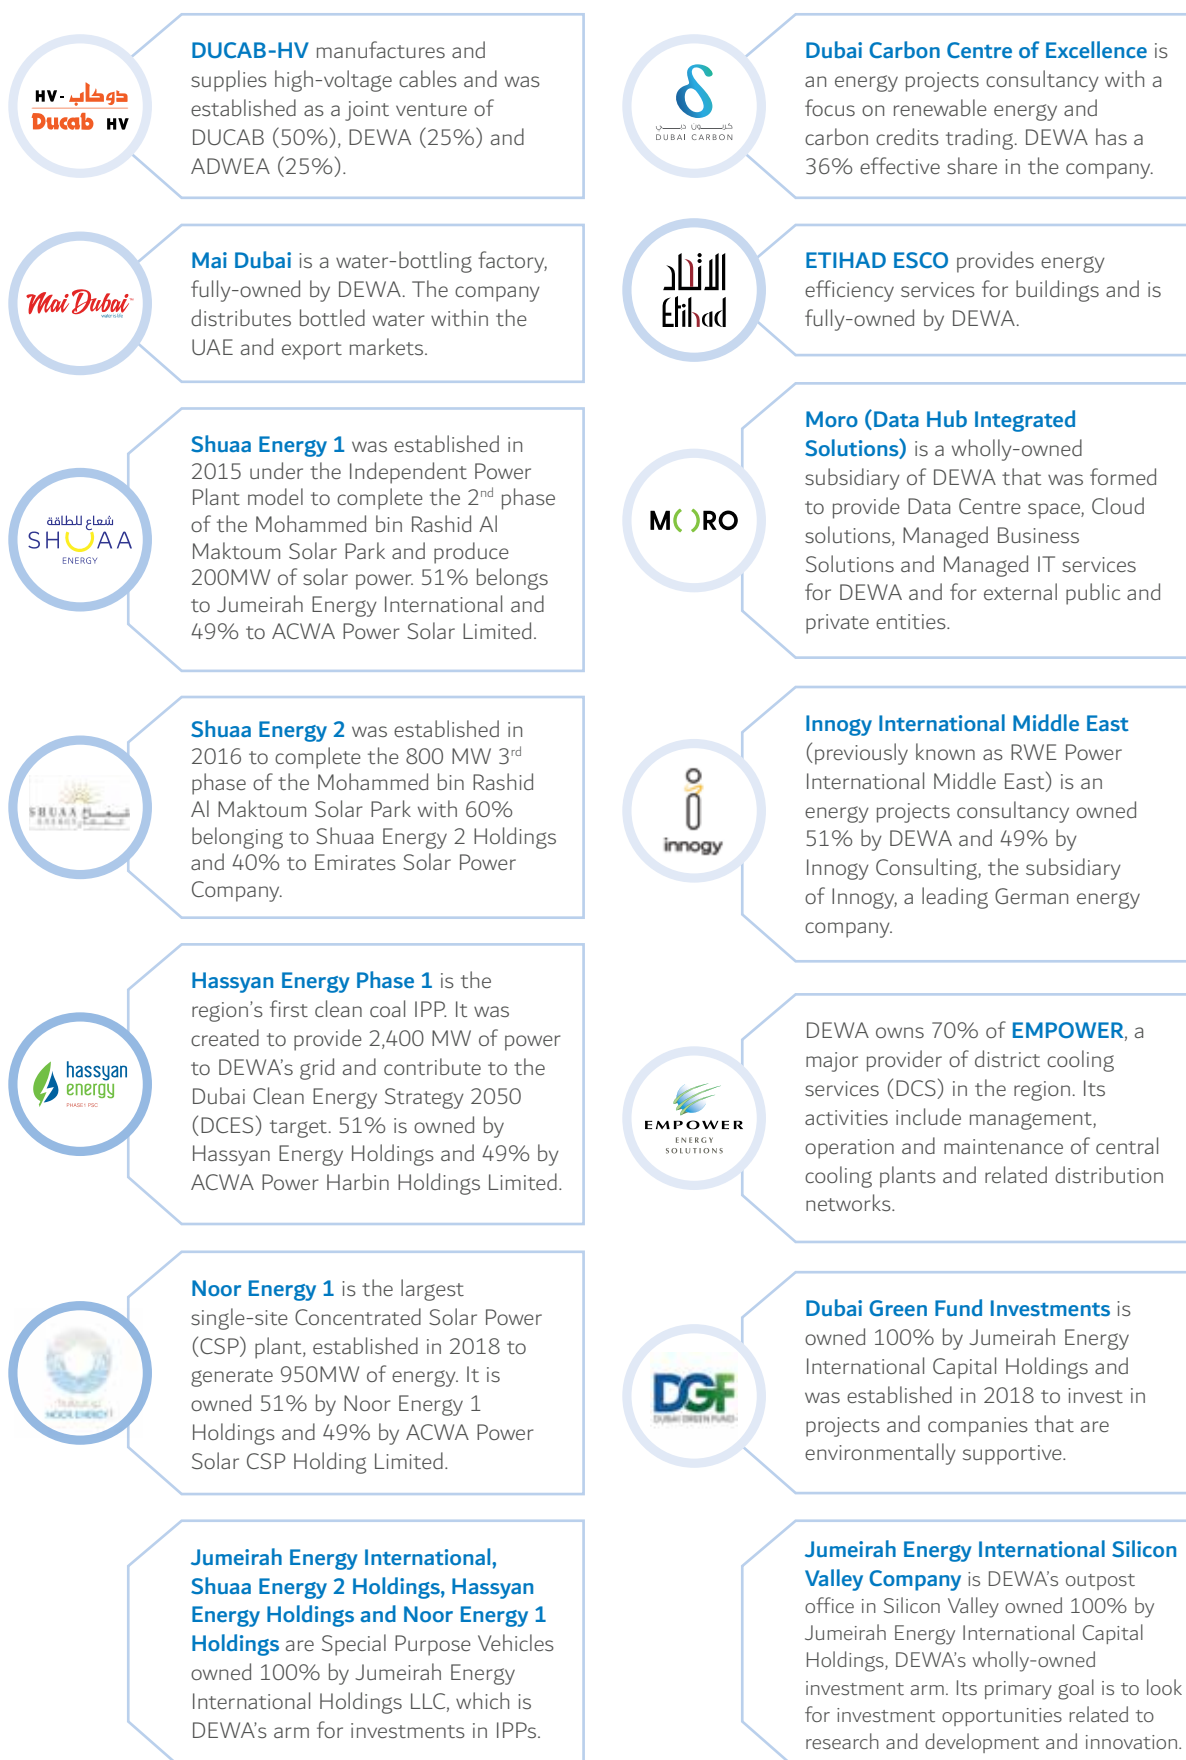 دوكاب - HV
Ducab HV
DUCAB-HV manufactures and
supplies high-voltage cables and was
established as a joint venture of
DUCAB (50%), DEWA (25%) and
ADWEA (25%).
Mai Dubai
water is life
Mai Dubai is a water-bottling factory,
fully-owned by DEWA. The company
distributes bottled water within the
UAE and export markets.
شعاع للطاقة
SHUAA
ENERGY
Shuaa Energy 1 was established in
2015 under the Independent Power
Plant model to complete the 2nd phase
of the Mohammed bin Rashid Al
Maktoum Solar Park and produce
200MW of solar power. 51% belongs
to Jumeirah Energy International and
49% to ACWA Power Solar Limited.
SHUAA
ENERGY
Shuaa Energy 2 was established in
2016 to complete the 800 MW 3rd
phase of the Mohammed bin Rashid
Al Maktoum Solar Park with 60%
belonging to Shuaa Energy 2 Holdings
and 40% to Emirates Solar Power
Company.
hassyan
energy
PHASE1 PSC
Hassyan Energy Phase 1 is the
region's first clean coal IPP. It was
created to provide 2,400 MW of power
to DEWA's grid and contribute to the
Dubai Clean Energy Strategy 2050
(DCES) target. 51% is owned by
Hassyan Energy Holdings and 49% by
ACWA Power Harbin Holdings Limited.
NOOR ENERGY 1
Noor Energy 1 is the largest
single-site Concentrated Solar Power
(CSP) plant, established in 2018 to
generate 950MW of energy. It is
owned 51% by Noor Energy 1
Holdings and 49% by ACWA Power
Solar CSP Holding Limited.
Jumeirah Energy International,
Shuaa Energy 2 Holdings, Hassyan
Energy Holdings and Noor Energy 1
Holdings are Special Purpose Vehicles
owned 100% by Jumeirah Energy
International Holdings LLC, which is
DEWA's arm for investments in IPPs.
كربون دبي
DUBAI CARBON
Dubai Carbon Centre of Excellence is
an energy projects consultancy with a
focus on renewable energy and
carbon credits trading. DEWA has a
36% effective share in the company.
الاتحاد
Etihad
ETIHAD ESCO provides energy
efficiency services for buildings and is
fully-owned by DEWA.
M()RO
Moro (Data Hub Integrated
Solutions) is a wholly-owned
subsidiary of DEWA that was formed
to provide Data Centre space, Cloud
solutions, Managed Business
Solutions and Managed IT services
for DEWA and for external public and
private entities.
innogy
Innogy International Middle East
(previously known as RWE Power
International Middle East) is an
energy projects consultancy owned
51% by DEWA and 49% by
Innogy Consulting, the subsidiary
of Innogy, a leading German energy
company.
EMPOWER
ENERGY
SOLUTIONS
DEWA owns 70% of EMPOWER, a
major provider of district cooling
services (DCS) in the region. Its
activities include management,
operation and maintenance of central
cooling plants and related distribution
networks.
DGF
DUBAI GREEN FUND
Dubai Green Fund Investments is
owned 100% by Jumeirah Energy
International Capital Holdings and
was established in 2018 to invest in
projects and companies that are
environmentally supportive.
Jumeirah Energy International Silicon
Valley Company is DEWA's outpost
office in Silicon Valley owned 100% by
Jumeirah Energy International Capital
Holdings, DEWA's wholly-owned
investment arm. Its primary goal is to look
for investment opportunities related to
research and development and innovation.